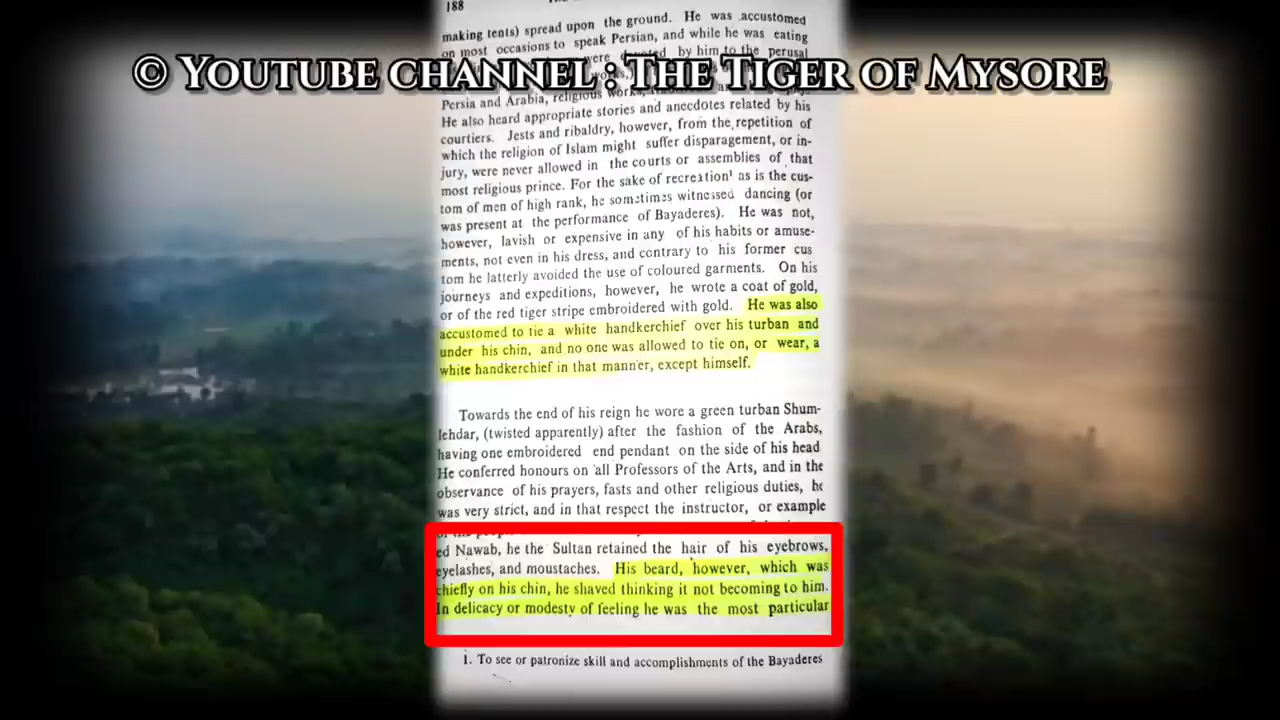 188
making tents) spread upon the ground. He was accustomed
on most occasions to speak Persian, and while he was eating
were devoted by him to the perusal
© YOUTUBE CHANNEL : THE TIGER OF MYSORE
Persia and Arabia, religious works,
He also heard appropriate stories and anecdotes related by his
courtiers. Jests and ribaldry, however, from the repetition of
which the religion of Islam might suffer disparagement, or in-
jury, were never allowed in the courts or assemblies of that
most religious prince. For the sake of recreation¹ as is the cus-
tom of men of high rank, he sometimes witnessed dancing (or
was present at the performance of Bayaderes). He was not,
however, lavish or expensive in any of his habits or amuse-
ments, not even in his dress, and contrary to his former cus
tom he latterly avoided the use of coloured garments. On his
journeys and expeditions, however, he wrote a coat of gold,
or of the red tiger stripe embroidered with gold. He was also
accustomed to tie a white handkerchief over his turban and
under his chin, and no one was allowed to tie on, or wear, a
white handkerchief in that manner, except himself.
Towards the end of his reign he wore a green turban Shum-
lehdar, (twisted apparently) after the fashion of the Arabs,
having one embroidered end pendant on the side of his head
He conferred honours on all Professors of the Arts, and in the
observance of his prayers, fasts and other religious duties, he
was very strict, and in that respect the instructor, or example
ed Nawab, he the Sultan retained the hair of his eyebrows,
eyelashes, and moustaches. His beard, however, which was
chiefly on his chin, he shaved thinking it not becoming to him.
In delicacy or modesty of feeling he was the most particular
1. To see or patronize skill and accomplishments of the Bayaderes